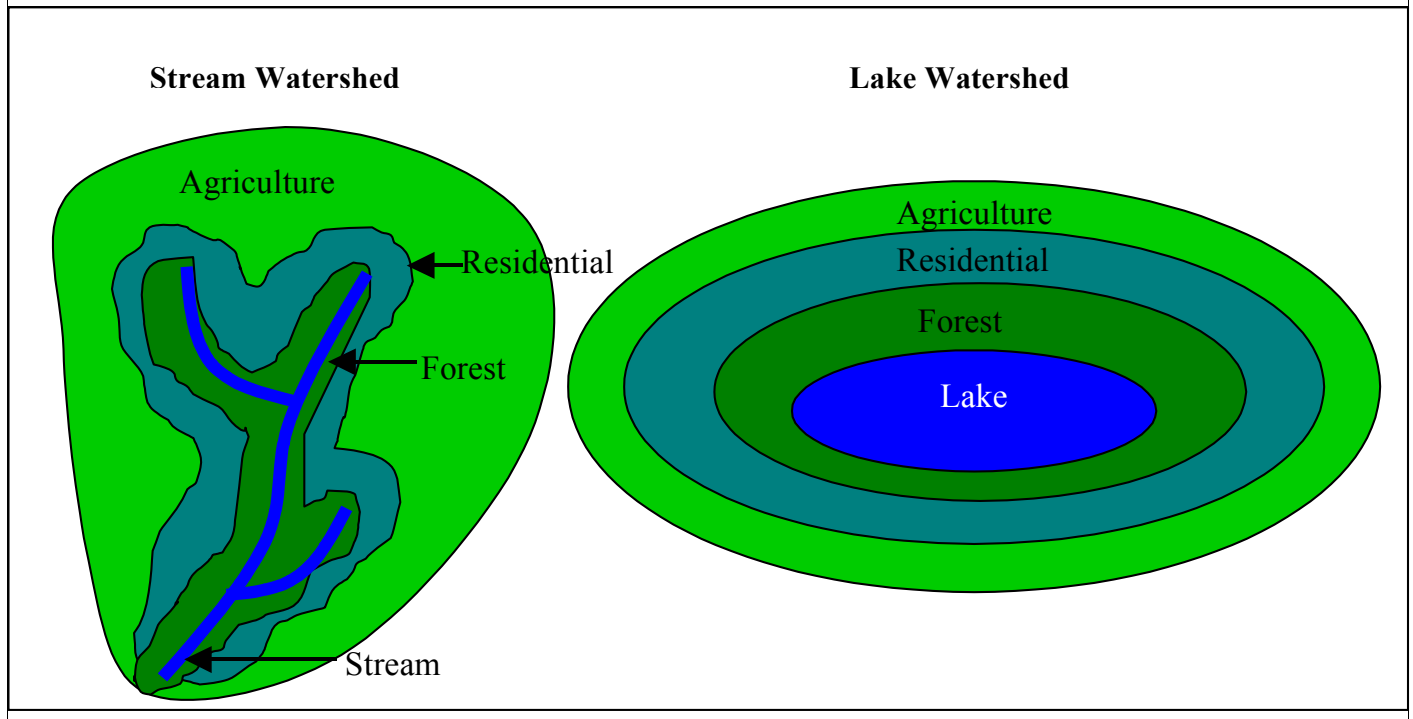 Stream Watershed
Agriculture
Residential
Forest
Stream
Lake Watershed
Agriculture
Residential
Forest
Lake